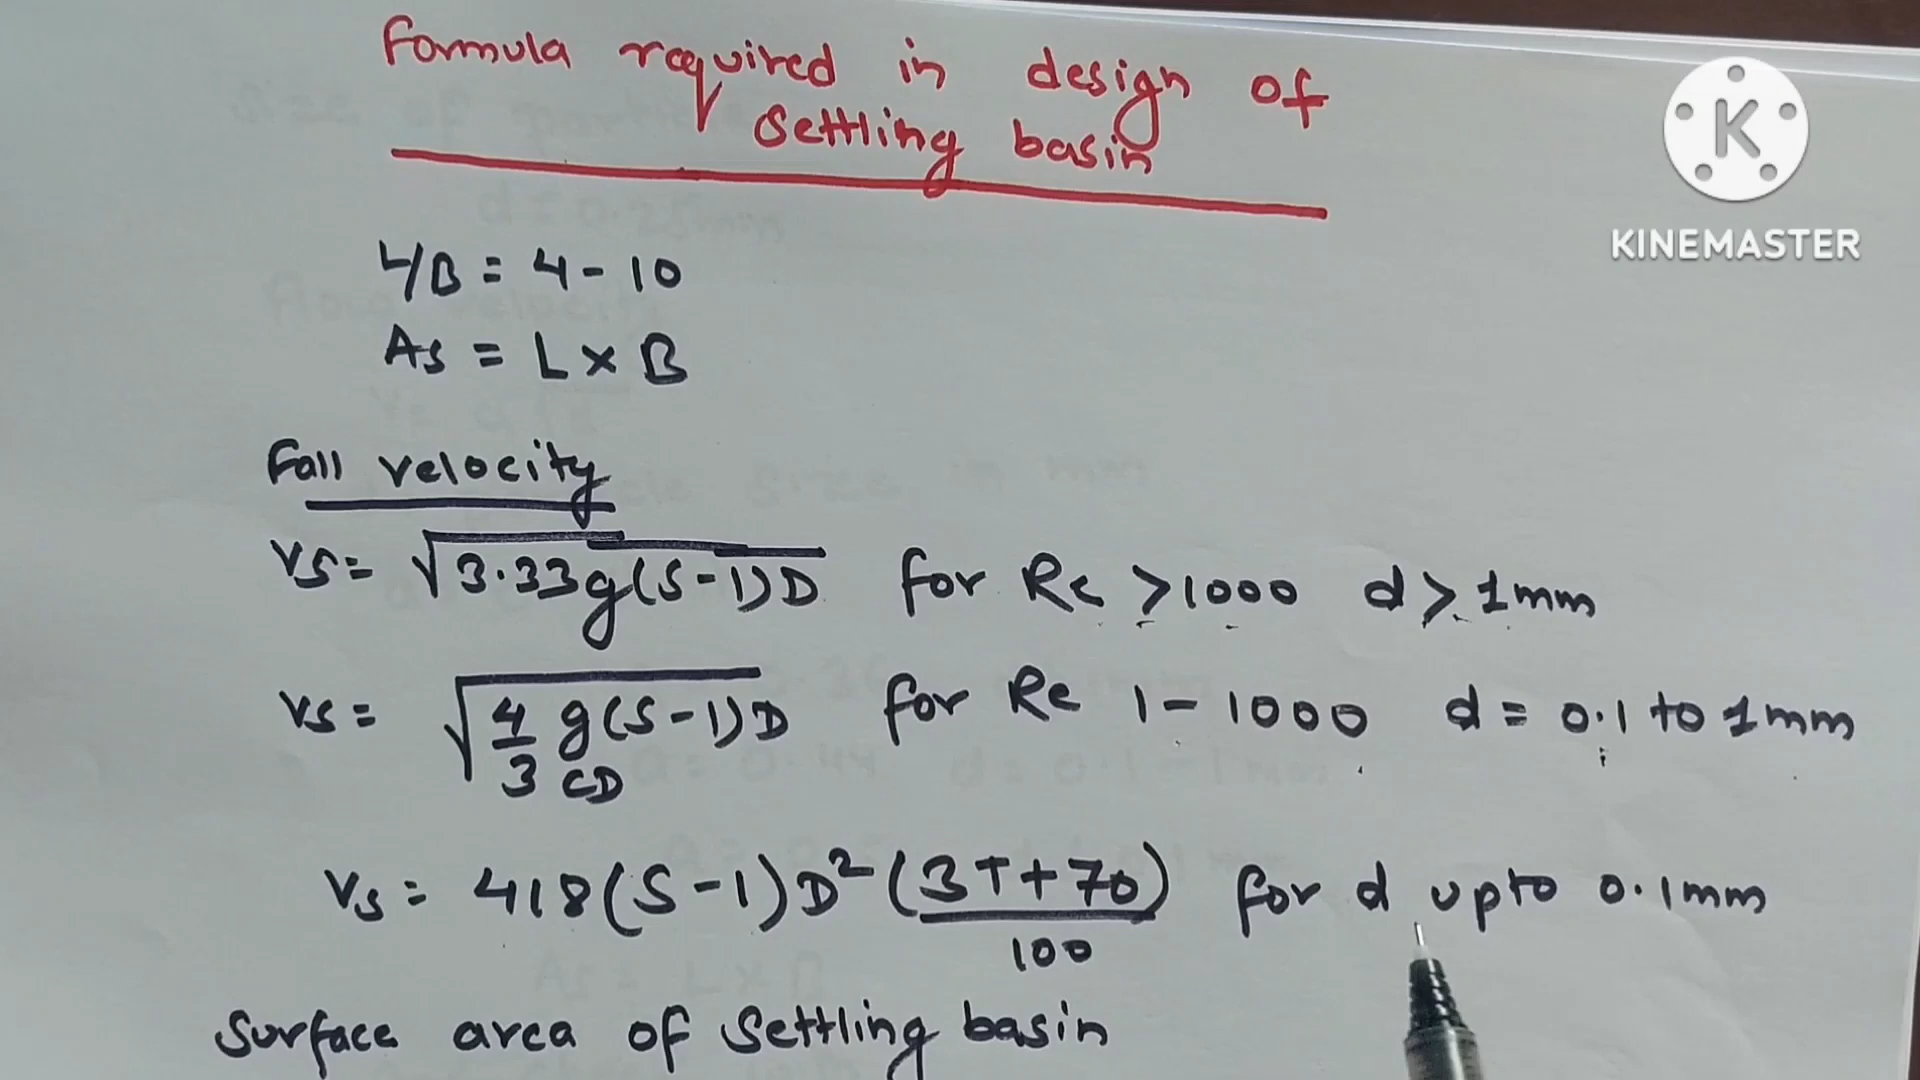 Formula required in design of
settling basin
K
KINEMASTER
L/B = 4 - 10
As = L × B
Fall velocity
Vs = √3.33g(S-1)D for Re >1000 d > 1mm
Vs = √4/3 g(S-1)D/CD for Re 1 - 1000 d = 0.1 to 1mm
Vs = 418(S-1)D² (3T+70)/100 for d upto 0.1mm
Surface area of settling basin